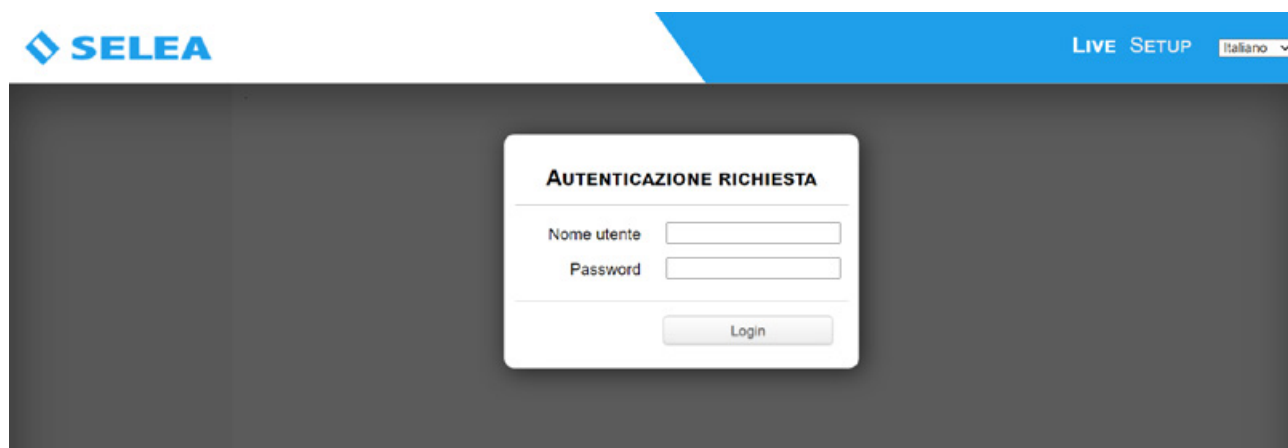 SELEA
LIVE SETUP Italiano
AUTENTICAZIONE RICHIESTA
Nome utente
Password
Login